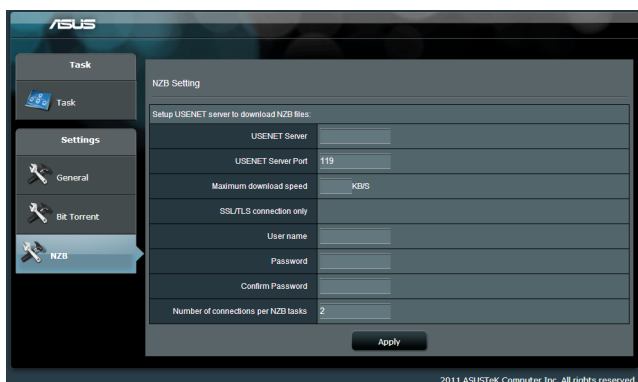 ASUS
Task
Task
Settings
General
Bit Torrent
NZB
NZB Setting
Setup USENET server to download NZB files:
USENET Server
USENET Server Port 119
Maximum download speed KB/S
SSL/TLS connection only
User name
Password
Confirm Password
Number of connections per NZB tasks 2
Apply
2011 ASUSTeK Computer Inc. All rights reserved